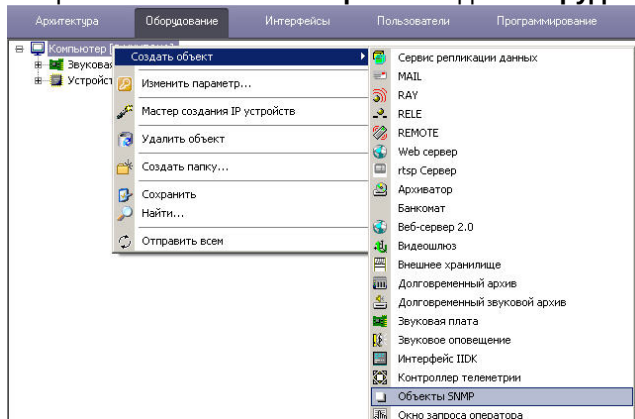 Архитектура Оборудование Интерфейсы Пользователи Программирование
Компьютер
Звуковая
Устройст
Создать объект
Изменить параметр...
Мастер создания IP устройств
Удалить объект
Создать папку...
Сохранить
Найти...
Отправить всем
Сервис репликации данных
MAIL
RAY
RELE
REMOTE
Web сервер
rtsp Сервер
Архиватор
Банкомат
Веб-сервер 2.0
Видеошлюз
Внешнее хранилище
Долговременный архив
Долговременный звуковой архив
Звуковая плата
Звуковое оповещение
Интерфейс IIDK
Контроллер телеметрии
Объекты SNMP
Окно запроса оператора